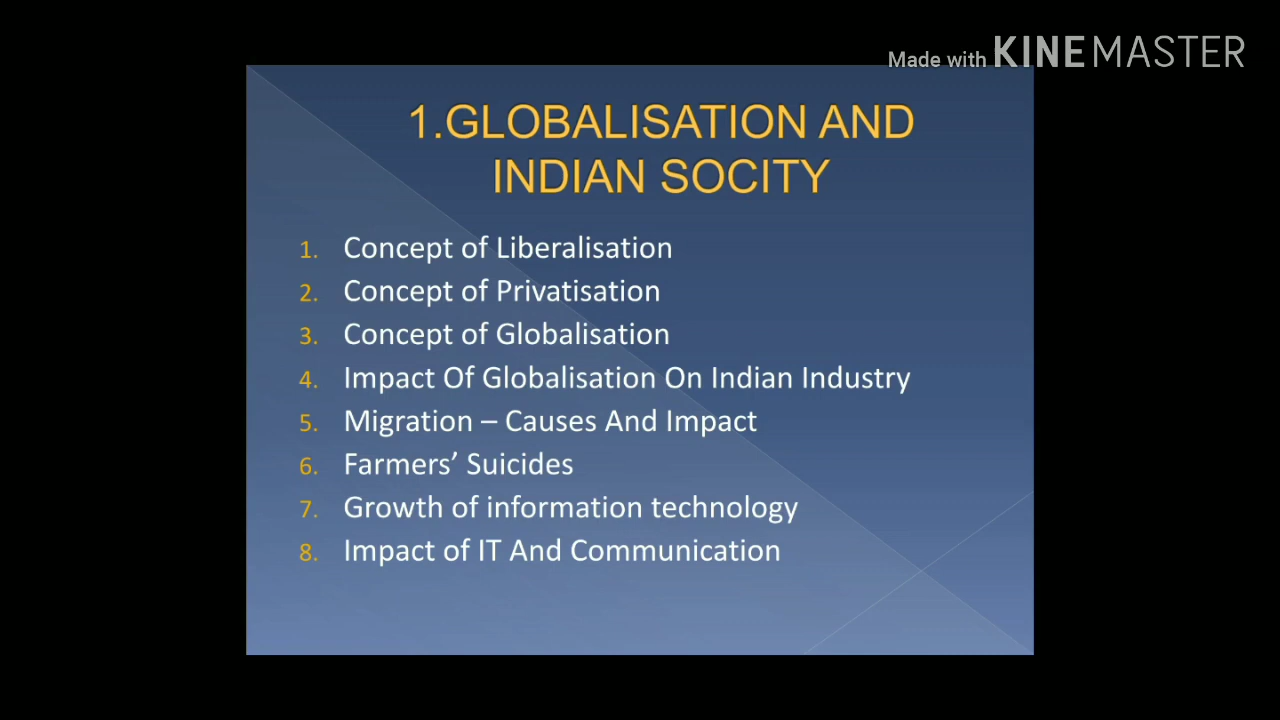 Made with KINEMASTER
1.GLOBALISATION AND
INDIAN SOCITY
1. Concept of Liberalisation
2. Concept of Privatisation
3. Concept of Globalisation
4. Impact Of Globalisation On Indian Industry
5. Migration – Causes And Impact
6. Farmers’ Suicides
7. Growth of information technology
8. Impact of IT And Communication